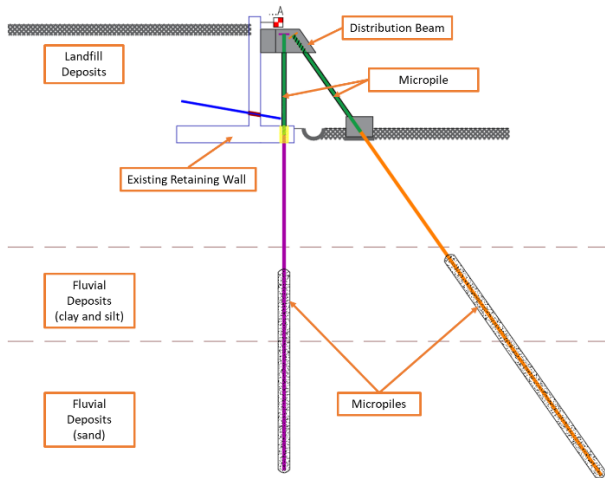 A
Distribution Beam
Landfill
Deposits
Micropile
Existing Retaining Wall
Fluvial
Deposits
(clay and silt)
Micropiles
Fluvial
Deposits
(sand)